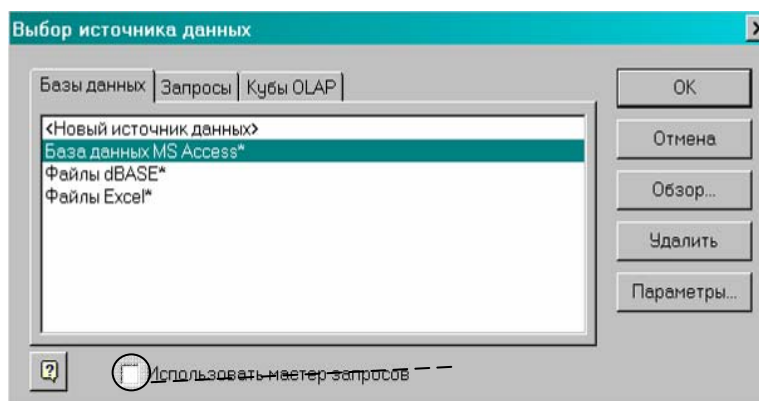 Выбор источника данных
Базы данных Запросы Кубы OLAP
<Новый источник данных>
База данных MS Access*
Файлы dBASE*
Файлы Excel*
OK
Отмена
Обзор...
Удалить
Параметры...
Использовать мастер запросов